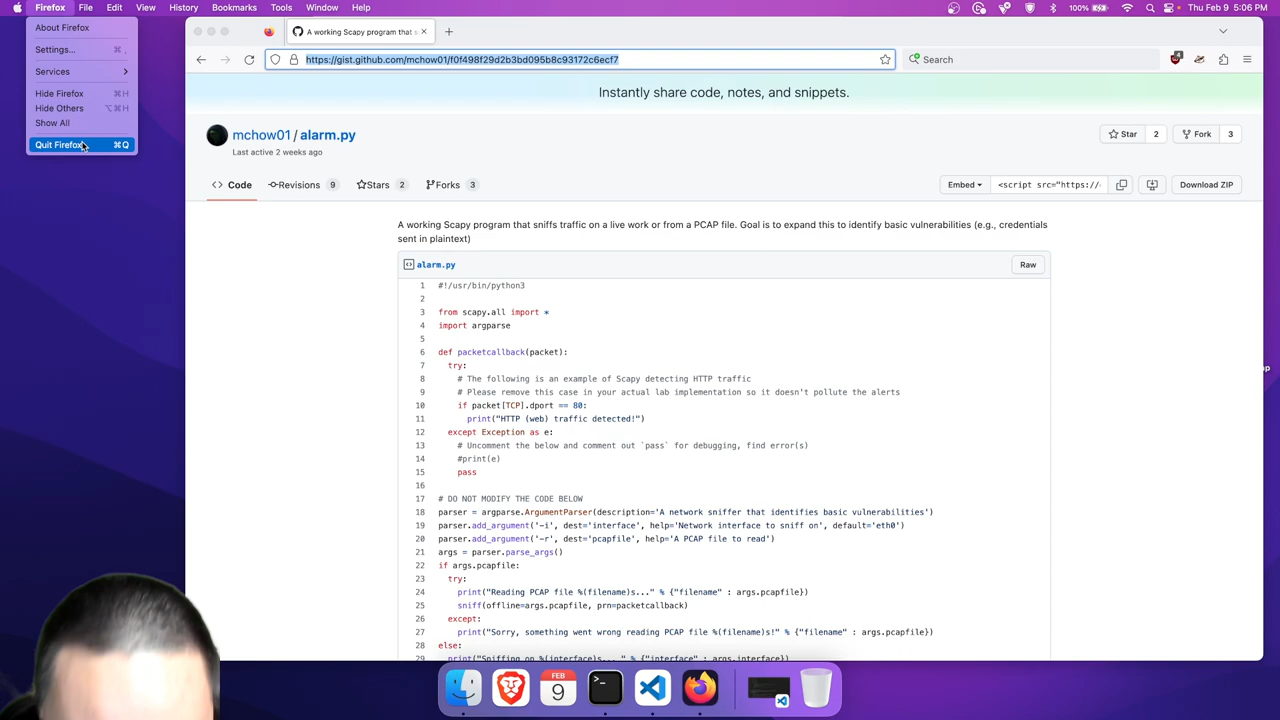 Firefox File Edit View History Bookmarks Tools Window Help
100% Thu Feb 9 5:06 PM
About Firefox
Settings... ⌘ ,
Services
Hide Firefox ⌘H
Hide Others ⌥⌘H
Show All
Quit Firefox ⌘Q
A working Scapy program that s
https://gist.github.com/mchow01/f0f498f29d2b3bd095b8c93172c6ecf7
Search
4
Instantly share code, notes, and snippets.
mchow01 / alarm.py
Last active 2 weeks ago
Star 2
Fork 3
Code
Revisions 9
Stars 2
Forks 3
Embed
<script src="https://
Download ZIP
A working Scapy program that sniffs traffic on a live work or from a PCAP file. Goal is to expand this to identify basic vulnerabilities (e.g., credentials
sent in plaintext)
alarm.py
Raw
1 #!/usr/bin/python3
2
3 from scapy.all import *
4 import argparse
5
6 def packetcallback(packet):
7 try:
8 # The following is an example of Scapy detecting HTTP traffic
9 # Please remove this case in your actual lab implementation so it doesn't pollute the alerts
10 if packet[TCP].dport == 80:
11 print("HTTP (web) traffic detected!")
12 except Exception as e:
13 # Uncomment the below and comment out `pass` for debugging, find error(s)
14 #print(e)
15 pass
16
17 # DO NOT MODIFY THE CODE BELOW
18 parser = argparse.ArgumentParser(description='A network sniffer that identifies basic vulnerabilities')
19 parser.add_argument('-i', dest='interface', help='Network interface to sniff on', default='eth0')
20 parser.add_argument('-r', dest='pcapfile', help='A PCAP file to read')
21 args = parser.parse_args()
22 if args.pcapfile:
23 try:
24 print("Reading PCAP file %(filename)s..." % {"filename" : args.pcapfile})
25 sniff(offline=args.pcapfile, prn=packetcallback)
26 except:
27 print("Sorry, something went wrong reading PCAP file %(filename)s!" % {"filename" : args.pcapfile})
28 else:
29 print("Sniffing on %(interface)s... " % {"interface" : args.interface})
FEB
9